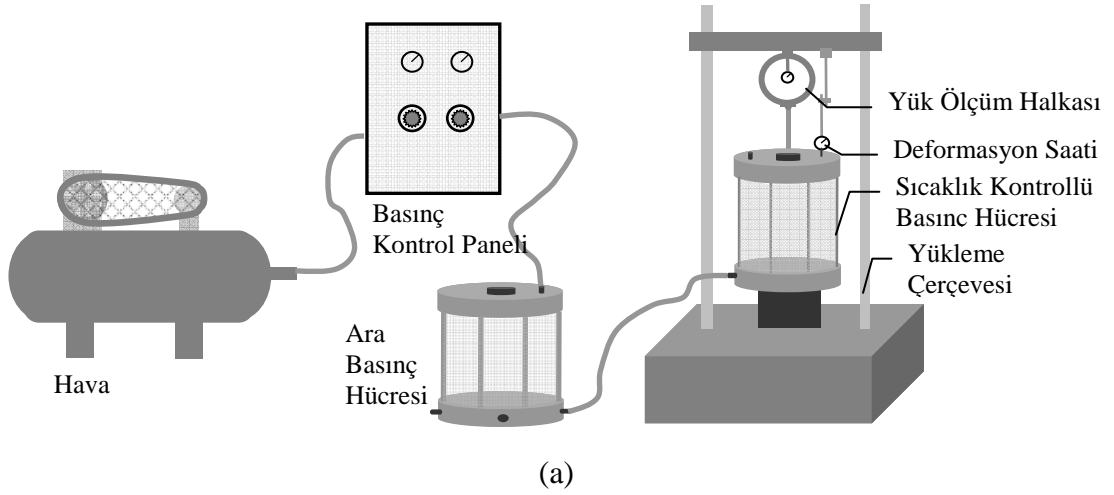 Yük Ölçüm Halkası
Deformasyon Saati
Sıcaklık Kontrollü
Basınc Hücresi
Yükleme
Çerçevesi
Basınç
Kontrol Paneli
Ara
Basınç
Hücresi
Hava
(a)